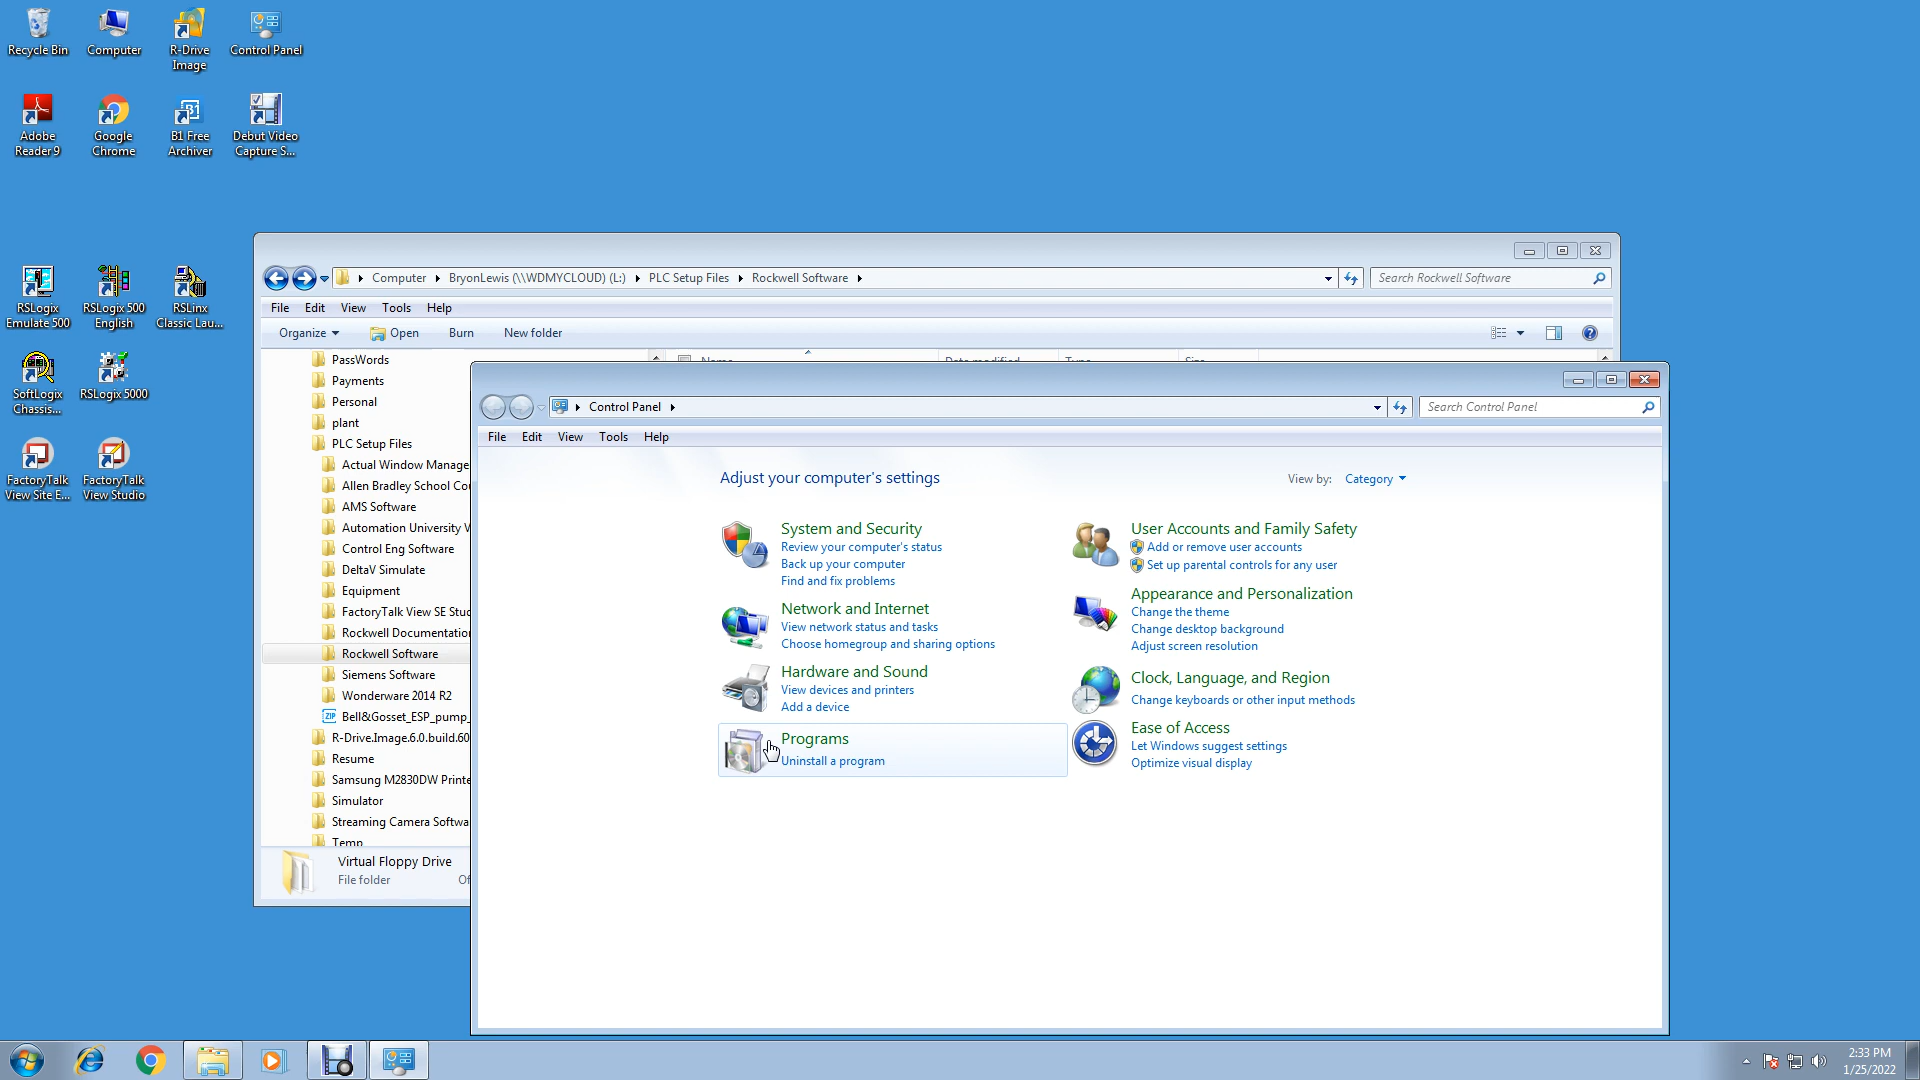 Recycle Bin
Computer
R-Drive
Image
Control Panel
Adobe
Reader 9
Google
Chrome
B1 Free
Archiver
Debut Video
Capture S...
RSLogix
Emulate 500
RSLogix 500
English
RSLinx
Classic Lau...
SoftLogix
Chassis...
RSLogix 5000
FactoryTalk
View Site E...
FactoryTalk
View Studio
Computer
BryonLewis (\\WDMYCLOUD) (L:)
PLC Setup Files
Rockwell Software
Search Rockwell Software
File
Edit
View
Tools
Help
Organize
Open
Burn
New folder
Name
Date modified
Type
Size
PassWords
Payments
Personal
plant
PLC Setup Files
Actual Window Manage
Allen Bradley School Co
AMS Software
Automation University V
Control Eng Software
DeltaV Simulate
Equipment
FactoryTalk View SE Stu
Rockwell Documentatio
Rockwell Software
Siemens Software
Wonderware 2014 R2
ZIP
Bell&Gosset_ESP_pump_
R-Drive.Image.6.0.build.60
Resume
Samsung M2830DW Printe
Simulator
Streaming Camera Softwa
Temp
Virtual Floppy Drive
File folder
Of
Control Panel
Search Control Panel
File
Edit
View
Tools
Help
Adjust your computer's settings
View by:
Category
System and Security
Review your computer's status
Back up your computer
Find and fix problems
Network and Internet
View network status and tasks
Choose homegroup and sharing options
Hardware and Sound
View devices and printers
Add a device
Programs
Uninstall a program
User Accounts and Family Safety
Add or remove user accounts
Set up parental controls for any user
Appearance and Personalization
Change the theme
Change desktop background
Adjust screen resolution
Clock, Language, and Region
Change keyboards or other input methods
Ease of Access
Let Windows suggest settings
Optimize visual display
2:33 PM
1/25/2022